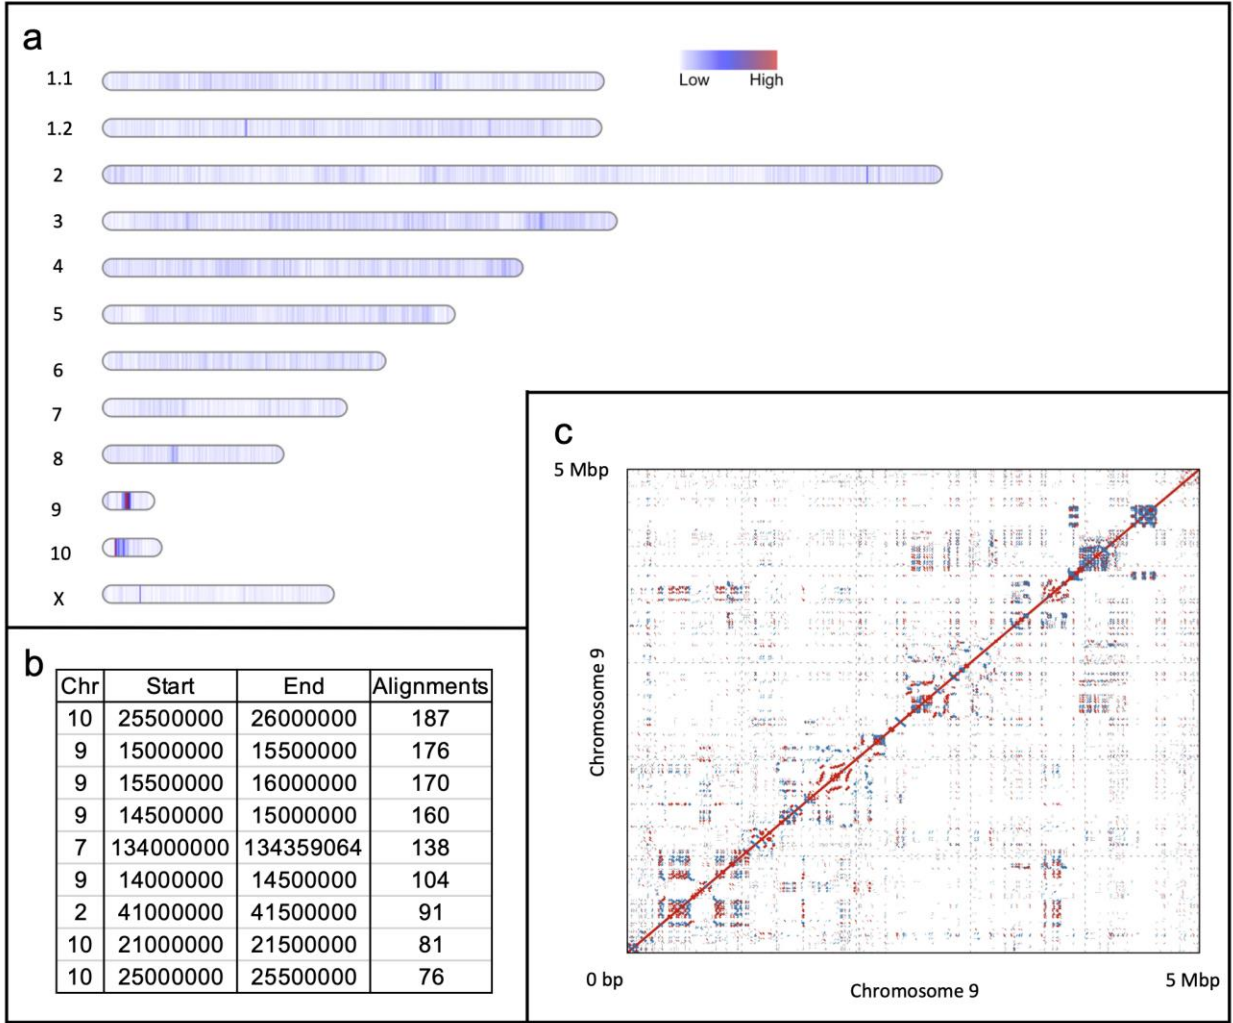 a
Low High
1.1
1.2
2
3
4
5
6
7
8
9
10
X
b
Chr Start End Alignments
10 25500000 26000000 187
9 15000000 15500000 176
9 15500000 16000000 170
9 14500000 15000000 160
7 134000000 134359064 138
9 14000000 14500000 104
2 41000000 41500000 91
10 21000000 21500000 81
10 25000000 25500000 76
c
5 Mbp
Chromosome 9
0 bp 5 Mbp
Chromosome 9